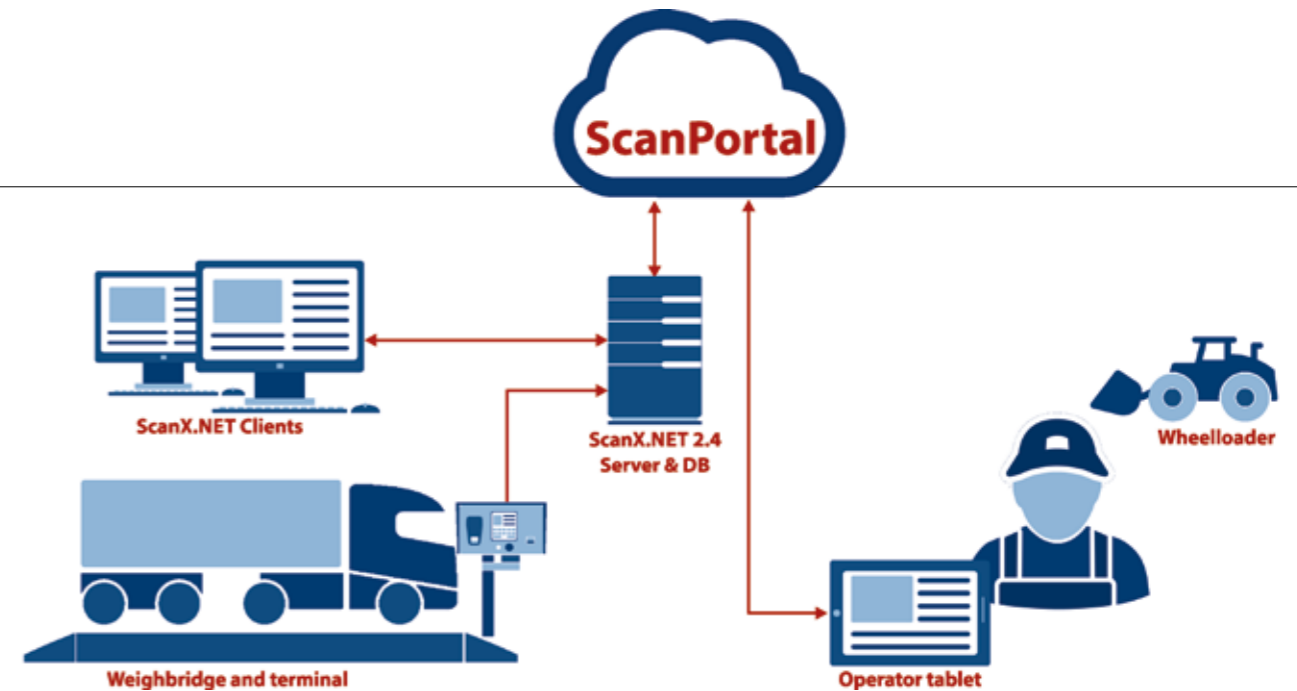 ScanPortal
ScanX.NET Clients
ScanX.NET 2.4
Server & DB
Wheelloader
Weighbridge and terminal
Operator tablet